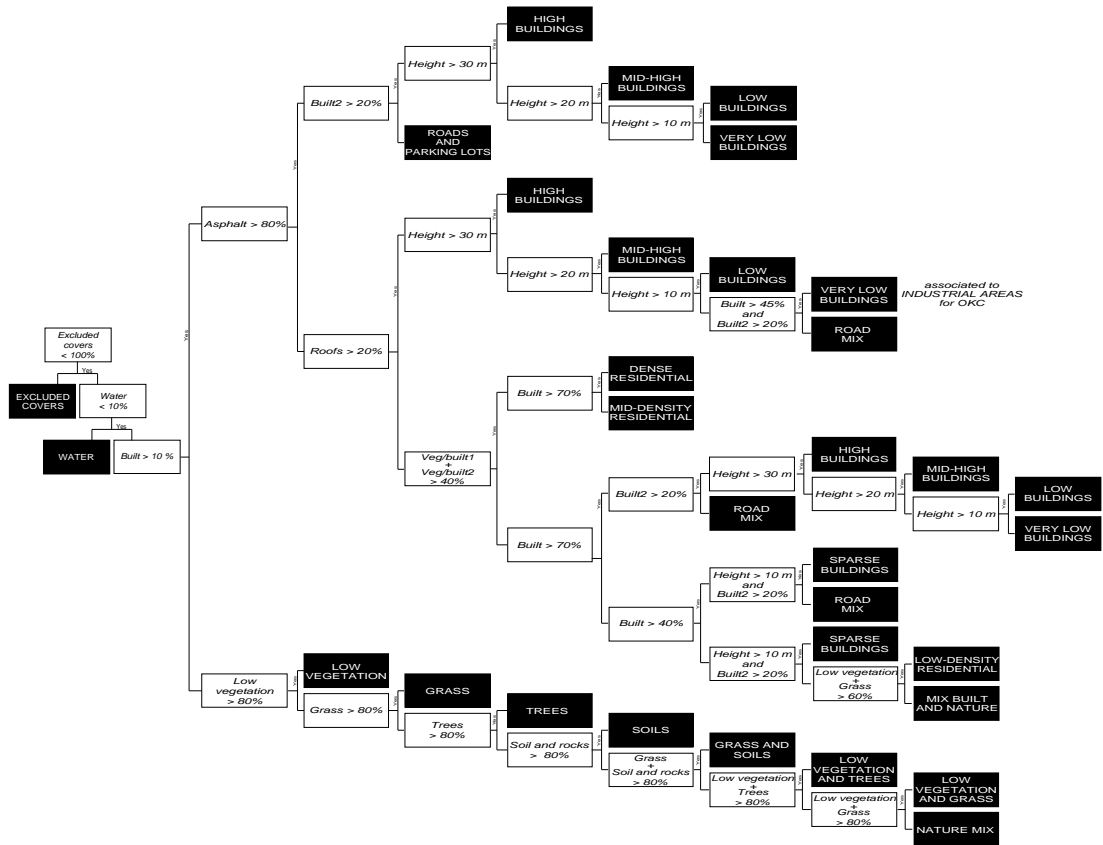 HIGH
BUILDINGS
Yes
Height > 30 m
Yes
MID-HIGH
BUILDINGS
Yes
Built2 > 20%
Yes
Height > 20 m
LOW
BUILDINGS
Height > 10 m
Yes
ROADS
AND
PARKING LOTS
VERY LOW
BUILDINGS
Yes
HIGH
BUILDINGS
Yes
Asphalt > 80%
Height > 30 m
Yes
MID-HIGH
BUILDINGS
Yes
Height > 20 m
LOW
BUILDINGS
Yes
Height > 10 m
VERY LOW
BUILDINGS
Yes
associated to
INDUSTRIAL AREAS
for OKC
Built > 45%
and
Built2 > 20%
ROAD
MIX
Yes
Yes
Excluded
covers
< 100%
Yes
Roofs > 20%
DENSE
RESIDENTIAL
Yes
Built > 70%
EXCLUDED
COVERS
Water
< 10%
Yes
MID-DENSITY
RESIDENTIAL
Yes
WATER
Built > 10 %
Veg/built1
+
Veg/built2
> 40%
HIGH
BUILDINGS
Yes
Height > 30 m
MID-HIGH
BUILDINGS
Yes
Built2 > 20%
Yes
Height > 20 m
LOW
BUILDINGS
Yes
Height > 10 m
ROAD
MIX
VERY LOW
BUILDINGS
Built > 70%
Yes
SPARSE
BUILDINGS
Yes
Height > 10 m
and
Built2 > 20%
Yes
ROAD
MIX
Built > 40%
SPARSE
BUILDINGS
Yes
Height > 10 m
and
Built2 > 20%
LOW-DENSITY
RESIDENTIAL
Yes
Low vegetation
+
Grass
> 60%
MIX BUILT
AND NATURE
LOW
VEGETATION
Yes
Low
vegetation
> 80%
GRASS
Yes
Grass > 80%
TREES
Yes
Trees
> 80%
SOILS
Yes
Soil and rocks
> 80%
GRASS AND
SOILS
Yes
Grass
+
Soil and rocks
> 80%
LOW
VEGETATION
AND TREES
Yes
Low vegetation
+
Trees
> 80%
LOW
VEGETATION
AND GRASS
Yes
Low vegetation
+
Grass
> 80%
NATURE MIX